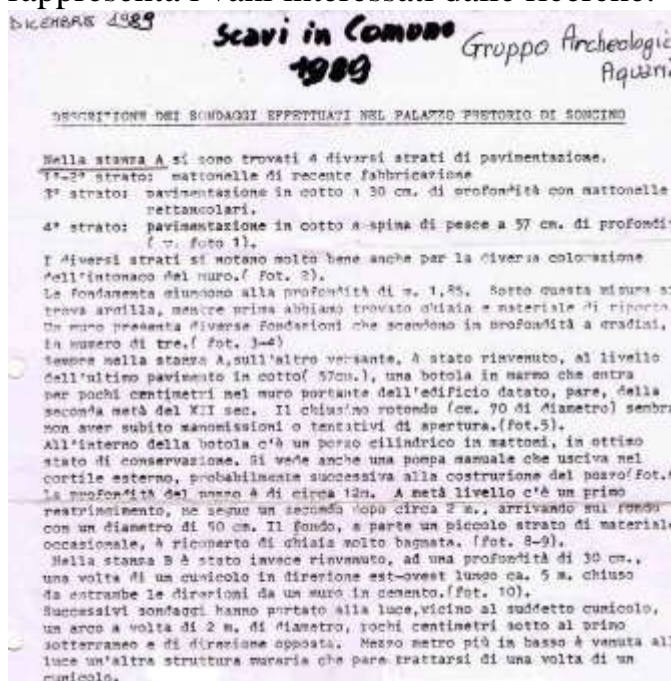 rappresenta i vani interessati dalle ricerche.
DICEMBRE 1989
Scavi in Comune
1989
Gruppo Archeologic
Aquari
DESCRITTIONE DEI SONDAGGI EFFETTUATI NEL PALAZZO PRETORIO DI SONCINO
Nella stanza A si sono trovati 4 diversi strati di pavimentazione.
1°-2° strato: mattonelle di recente fabbricazione
3° strato: pavimentazione in cotto a 30 cm. di profondità con mattonelle
rettangolari.
4° strato: pavimentazione in cotto a spina di pesce a 57 cm. di profondi
( v. foto 1).
I diversi strati si notano molto bene anche per la diversa colorazione
dell'intonaco del muro.( Fot. 2).
Le fondamenta giungono alla profondità di m. 1,85. Sotto questa misura si
trova argilla, mentre prima abbiamo trovato ghiaia e materiale di riporto
Un muro presenta diverse fondazioni che scendono in profondità a gradini,
in numero di tre.( fot. 3-4)
Sempre nella stanza A,sull'altro versante, è stato rinvenuto, al livello
dell'ultimo pavimento in cotto( 57cm.), una botola in marmo che entra
per pochi centimetri nel muro portante dell'edificio datato, pare, della
seconda metà del XII sec. Il chiusino rotondo (cm. 70 di diametro) sembra
non aver subito manomissioni o tentativi di apertura.(fot.5).
All'interno della botola c'è un pozzo cilindrico in mattoni, in ottimo
stato di conservazione. Si vede anche una pompa manuale che usciva nel
cortile esterno, probabilmente successiva alla costruzione del pozzo(fot.6
La profondità del pozzo è di circa 12m. A metà livello c'è un primo
restringimento, ne segue un secondo dopo circa 2 m., arrivando sul fondo
con un diametro di 50 cm. Il fondo, a parte un piccolo strato di materiale
occasionale, è ricoperto di ghiaia molto bagnata. (fot. 8-9).
Nella stanza B è stato invece rinvenuto, ad una profondità di 30 cm.,
una volta di un cunicolo in direzione est-ovest lungo ca. 5 m. chiuso
da entrambe le direzioni da un muro in cemento.(fot. 10).
Successivi sondaggi hanno portato alla luce,vicino al suddetto cunicolo,
un arco a volta di 2 m. di diametro, pochi centimetri sotto al primo
sotterraneo e di direzione opposta. Mezzo metro più in basso è venuta all
luce un'altra struttura muraria che pare trattarsi di una volta di un
cunicolo.